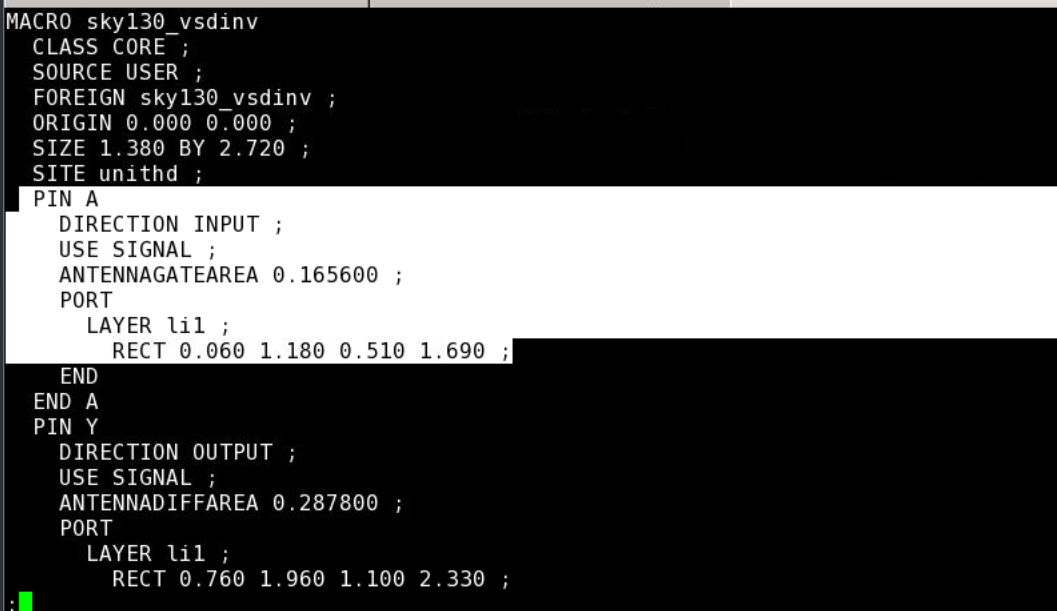 MACRO sky130_vsdinv
CLASS CORE ;
SOURCE USER ;
FOREIGN sky130_vsdinv ;
ORIGIN 0.000 0.000 ;
SIZE 1.380 BY 2.720 ;
SITE unithd ;
PIN A
DIRECTION INPUT ;
USE SIGNAL ;
ANTENNAGATEAREA 0.165600 ;
PORT
LAYER li1 ;
RECT 0.060 1.180 0.510 1.690 ;
END
END A
PIN Y
DIRECTION OUTPUT ;
USE SIGNAL ;
ANTENNADIFFAREA 0.287800 ;
PORT
LAYER li1 ;
RECT 0.760 1.960 1.100 2.330 ;
: